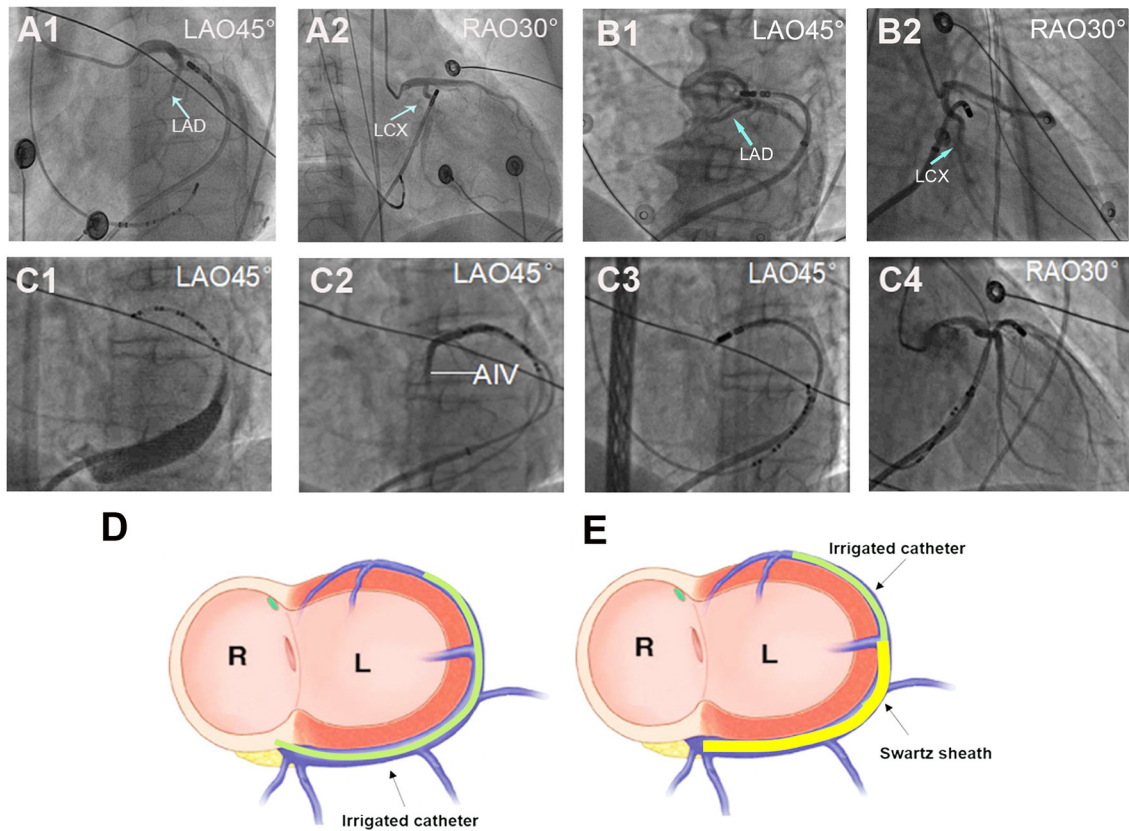 A1 LAO45°
LAD
A2 RAO30°
LCX
B1 LAO45°
LAD
B2 RAO30°
LCX
C1 LAO45°
C2 LAO45°
AIV
C3 LAO45°
C4 RAO30°
D
R
L
Irrigated catheter
E
Irrigated catheter
R
L
Swartz sheath